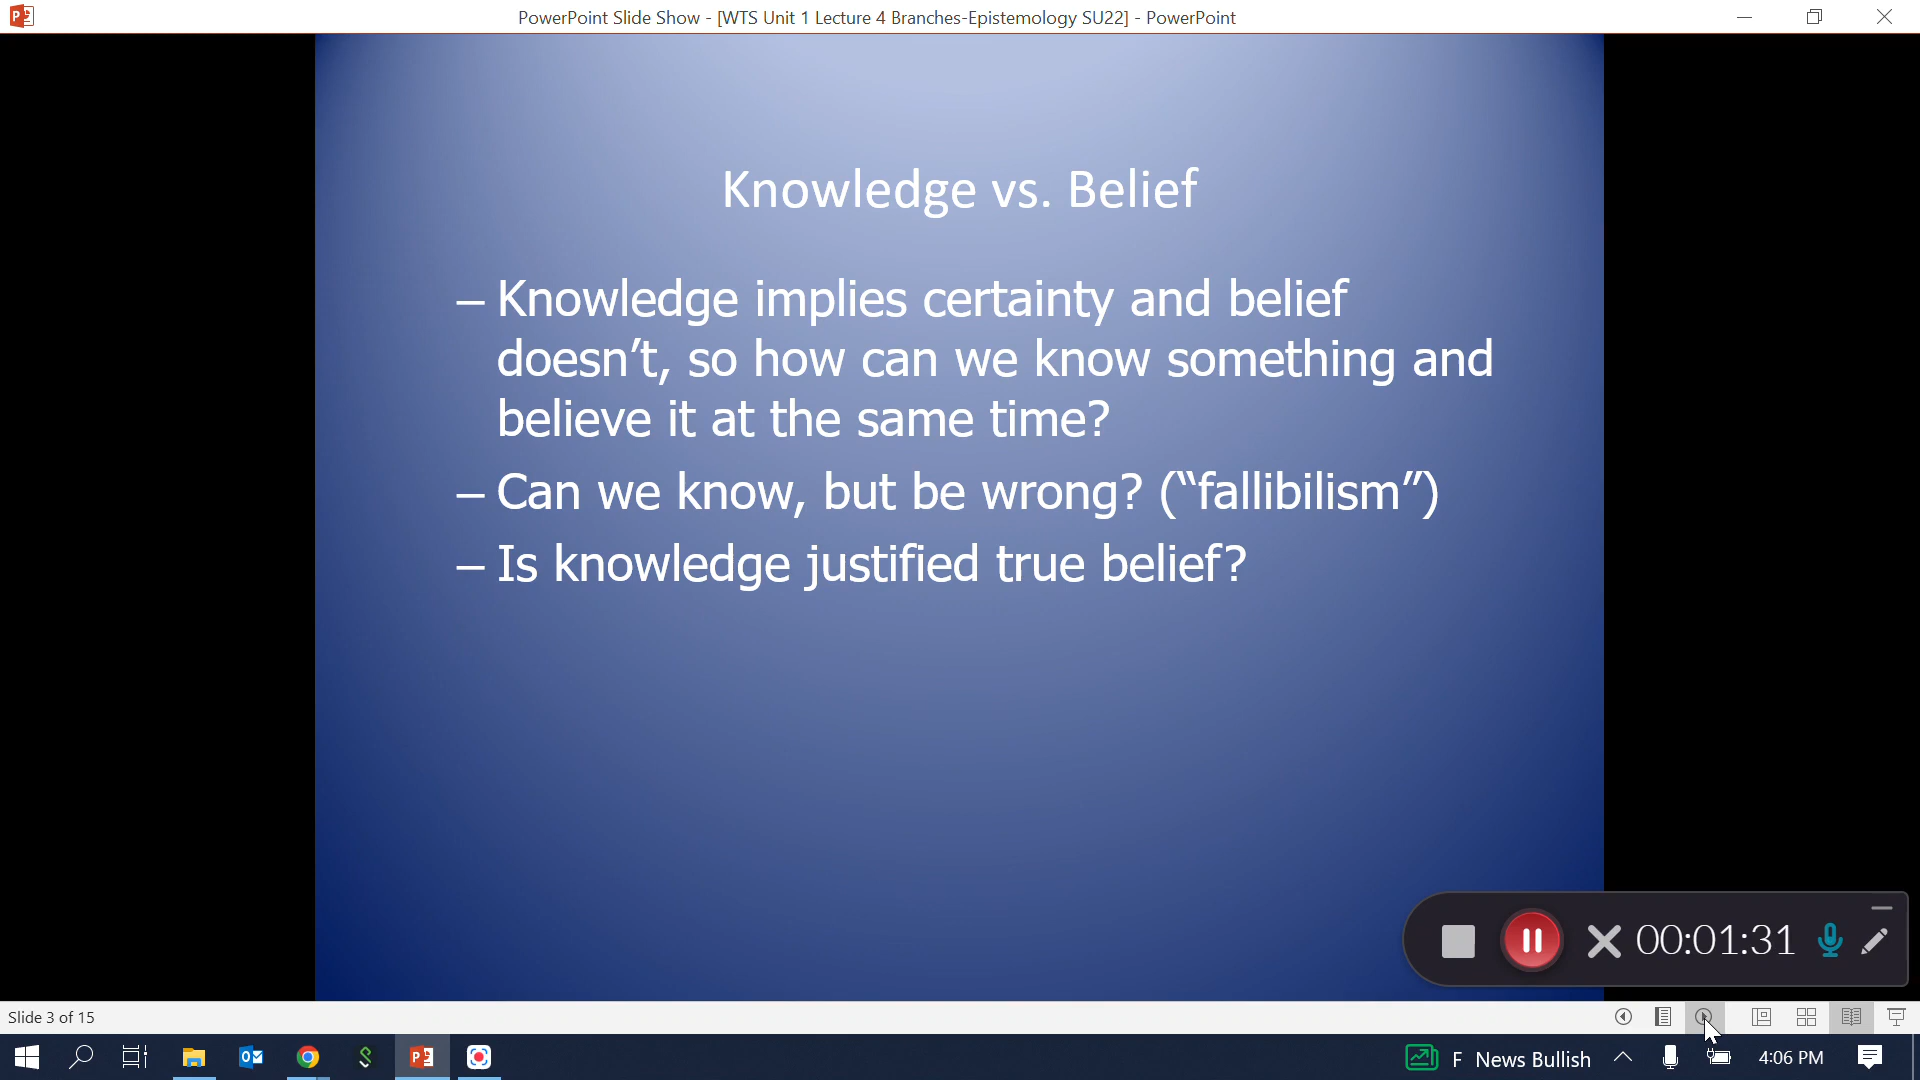 PowerPoint Slide Show - [WTS Unit 1 Lecture 4 Branches-Epistemology SU22] - PowerPoint
Knowledge vs. Belief
– Knowledge implies certainty and belief
doesn’t, so how can we know something and
believe it at the same time?
– Can we know, but be wrong? (“fallibilism”)
– Is knowledge justified true belief?
00:01:31
Slide 3 of 15
F News Bullish
4:06 PM